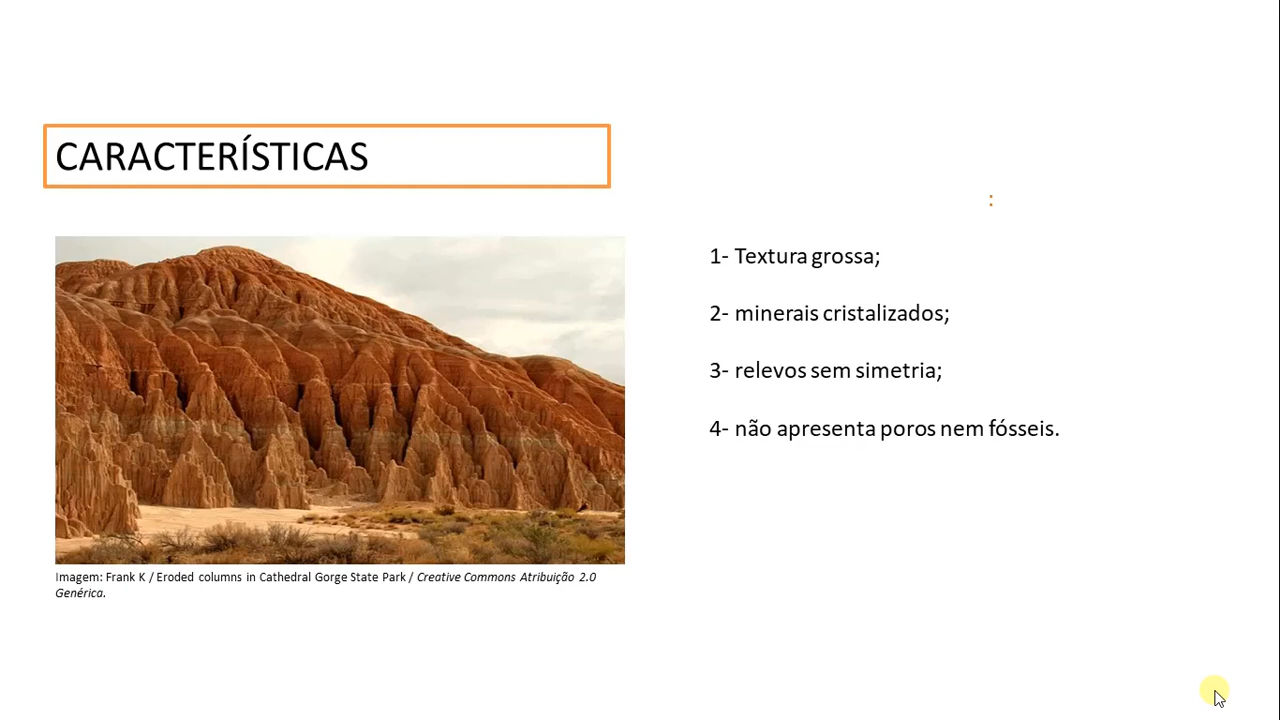 CARACTERÍSTICAS
:
1- Textura grossa;
2- minerais cristalizados;
3- relevos sem simetria;
4- não apresenta poros nem fósseis.
Imagem: Frank K / Eroded columns in Cathedral Gorge State Park / Creative Commons Atribuição 2.0
Genérica.